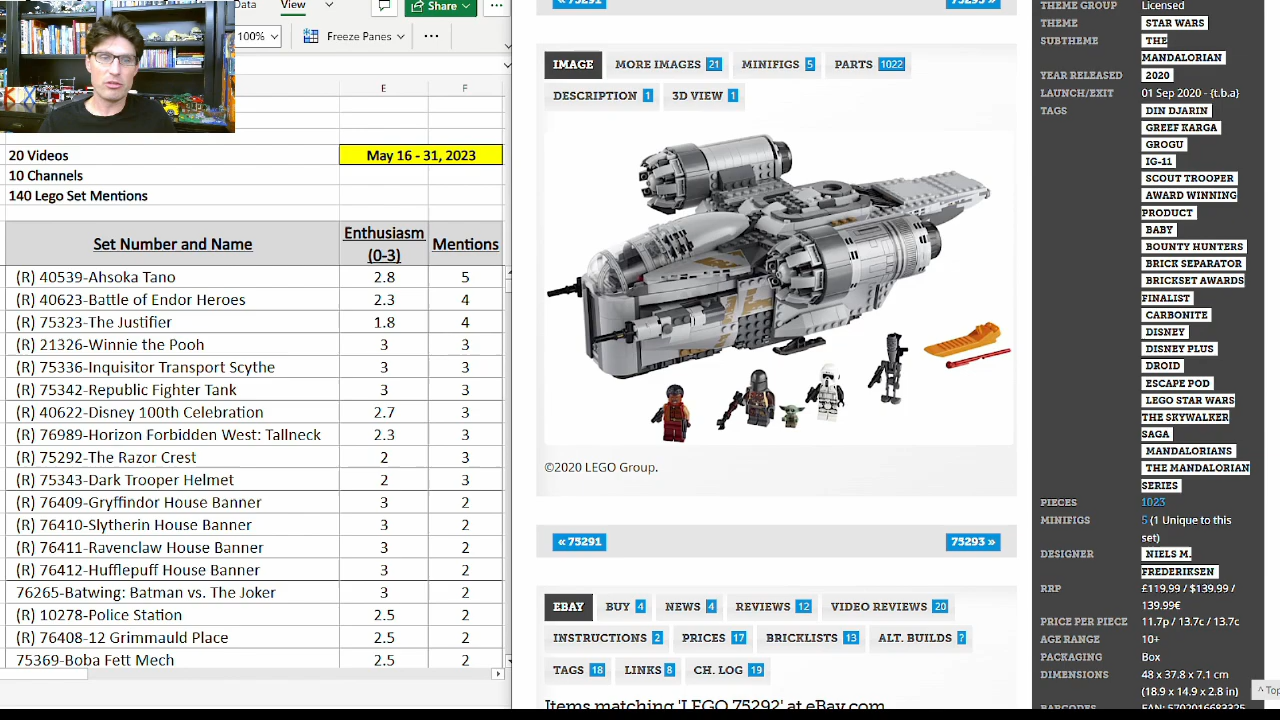 Data
View
Share
100%
Freeze Panes
E
F
20 Videos
May 16 - 31, 2023
10 Channels
140 Lego Set Mentions
Set Number and Name
Enthusiasm
(0-3)
Mentions
(R) 40539-Ahsoka Tano 2.8
(R) 40623-Battle of Endor Heroes 2.3 4
(R) 75323-The Justifier 1.8 4
(R) 21326-Winnie the Pooh 3 3
(R) 75336-Inquisitor Transport Scythe 3 3
(R) 75342-Republic Fighter Tank 3 3
(R) 40622-Disney 100th Celebration 2.7 3
(R) 76989-Horizon Forbidden West: Tallneck 2.3 3
(R) 75292-The Razor Crest 2 3
(R) 75343-Dark Trooper Helmet 2 3
(R) 76409-Gryffindor House Banner 3 2
(R) 76410-Slytherin House Banner 3 2
(R) 76411-Ravenclaw House Banner 3 2
(R) 76412-Hufflepuff House Banner 3 2
76265-Batwing: Batman vs. The Joker 3 2
(R) 10278-Police Station 2.5 2
(R) 76408-12 Grimmauld Place 2.5 2
75369-Boba Fett Mech 2.5 2
« 75291
75293 »
IMAGE
MORE IMAGES 21
MINIFIGS 5
PARTS 1022
DESCRIPTION 1
3D VIEW 1
©2020 LEGO Group.
« 75291
75293 »
EBAY
BUY 4
NEWS 4
REVIEWS 12
VIDEO REVIEWS 20
INSTRUCTIONS 2
PRICES 17
BRICKLISTS 13
ALT. BUILDS ?
TAGS 18
LINKS 8
CH. LOG 19
Items matching 'LEGO 75292' at eBay.com
THEME GROUP Licensed
THEME STAR WARS
SUBTHEME THE
MANDALORIAN
YEAR RELEASED 2020
LAUNCH/EXIT 01 Sep 2020 - {t.b.a}
TAGS DIN DJARIN
GREEF KARGA
GROGU
IG-11
SCOUT TROOPER
AWARD WINNING
PRODUCT
BABY
BOUNTY HUNTERS
BRICK SEPARATOR
BRICKSET AWARDS
FINALIST
CARBONITE
DISNEY
DISNEY PLUS
DROID
ESCAPE POD
LEGO STAR WARS
THE SKYWALKER
SAGA
MANDALORIANS
THE MANDALORIAN
SERIES
PIECES 1023
MINIFIGS 5 (1 Unique to this
set)
DESIGNER NIELS M.
FREDERIKSEN
RRP £119.99 / $139.99 /
139.99€
PRICE PER PIECE 11.7p / 13.7c / 13.7c
AGE RANGE 10+
PACKAGING Box
DIMENSIONS 48 x 37.8 x 7.1 cm
(18.9 x 14.9 x 2.8 in)
^ Top
BARCODES EAN: 5702016683325